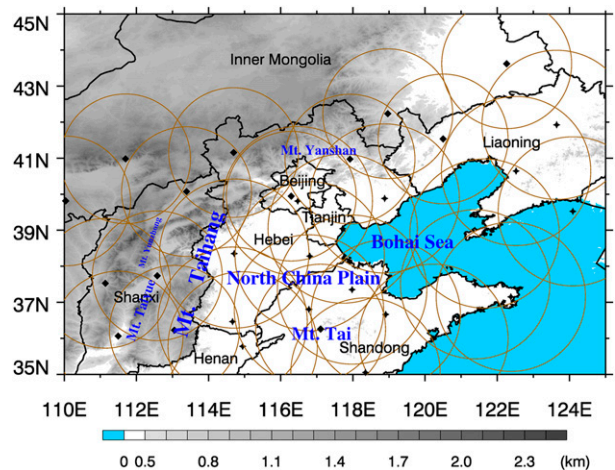 45N
Inner Mongolia
43N
Liaoning
Mt. Yanshan
41N
Beijing
Tianjin
Mt. Yunzhong
39N
Hebei
Bohai Sea
Mt. Taihang
North China Plain
37N
Shanxi
Mt. Taiyue
Mt. Tai
Shandong
Henan
35N
110E 112E 114E 116E 118E 120E 122E 124E
0 0.5 0.8 1.1 1.4 1.7 2.0 2.3 (km)